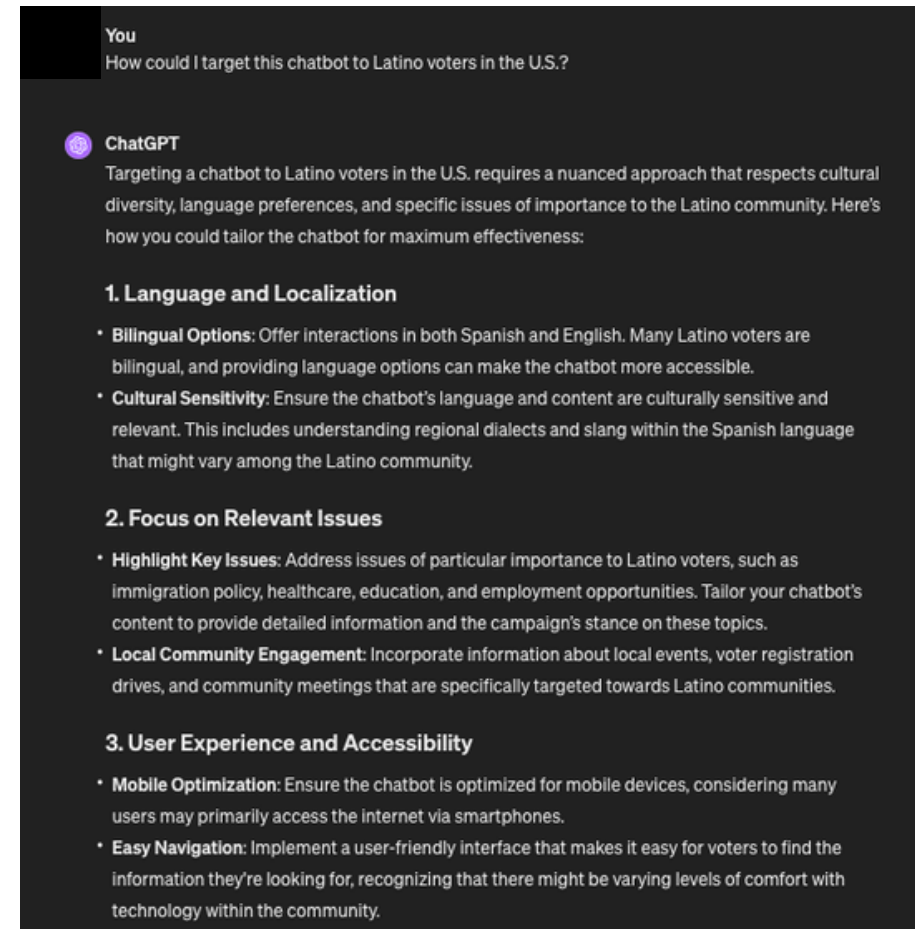 You
How could I target this chatbot to Latino voters in the U.S.?
ChatGPT
Targeting a chatbot to Latino voters in the U.S. requires a nuanced approach that respects cultural
diversity, language preferences, and specific issues of importance to the Latino community. Here's
how you could tailor the chatbot for maximum effectiveness:
1. Language and Localization
• Bilingual Options: Offer interactions in both Spanish and English. Many Latino voters are
bilingual, and providing language options can make the chatbot more accessible.
• Cultural Sensitivity: Ensure the chatbot's language and content are culturally sensitive and
relevant. This includes understanding regional dialects and slang within the Spanish language
that might vary among the Latino community.
2. Focus on Relevant Issues
• Highlight Key Issues: Address issues of particular importance to Latino voters, such as
immigration policy, healthcare, education, and employment opportunities. Tailor your chatbot's
content to provide detailed information and the campaign's stance on these topics.
• Local Community Engagement: Incorporate information about local events, voter registration
drives, and community meetings that are specifically targeted towards Latino communities.
3. User Experience and Accessibility
• Mobile Optimization: Ensure the chatbot is optimized for mobile devices, considering many
users may primarily access the internet via smartphones.
• Easy Navigation: Implement a user-friendly interface that makes it easy for voters to find the
information they're looking for, recognizing that there might be varying levels of comfort with
technology within the community.